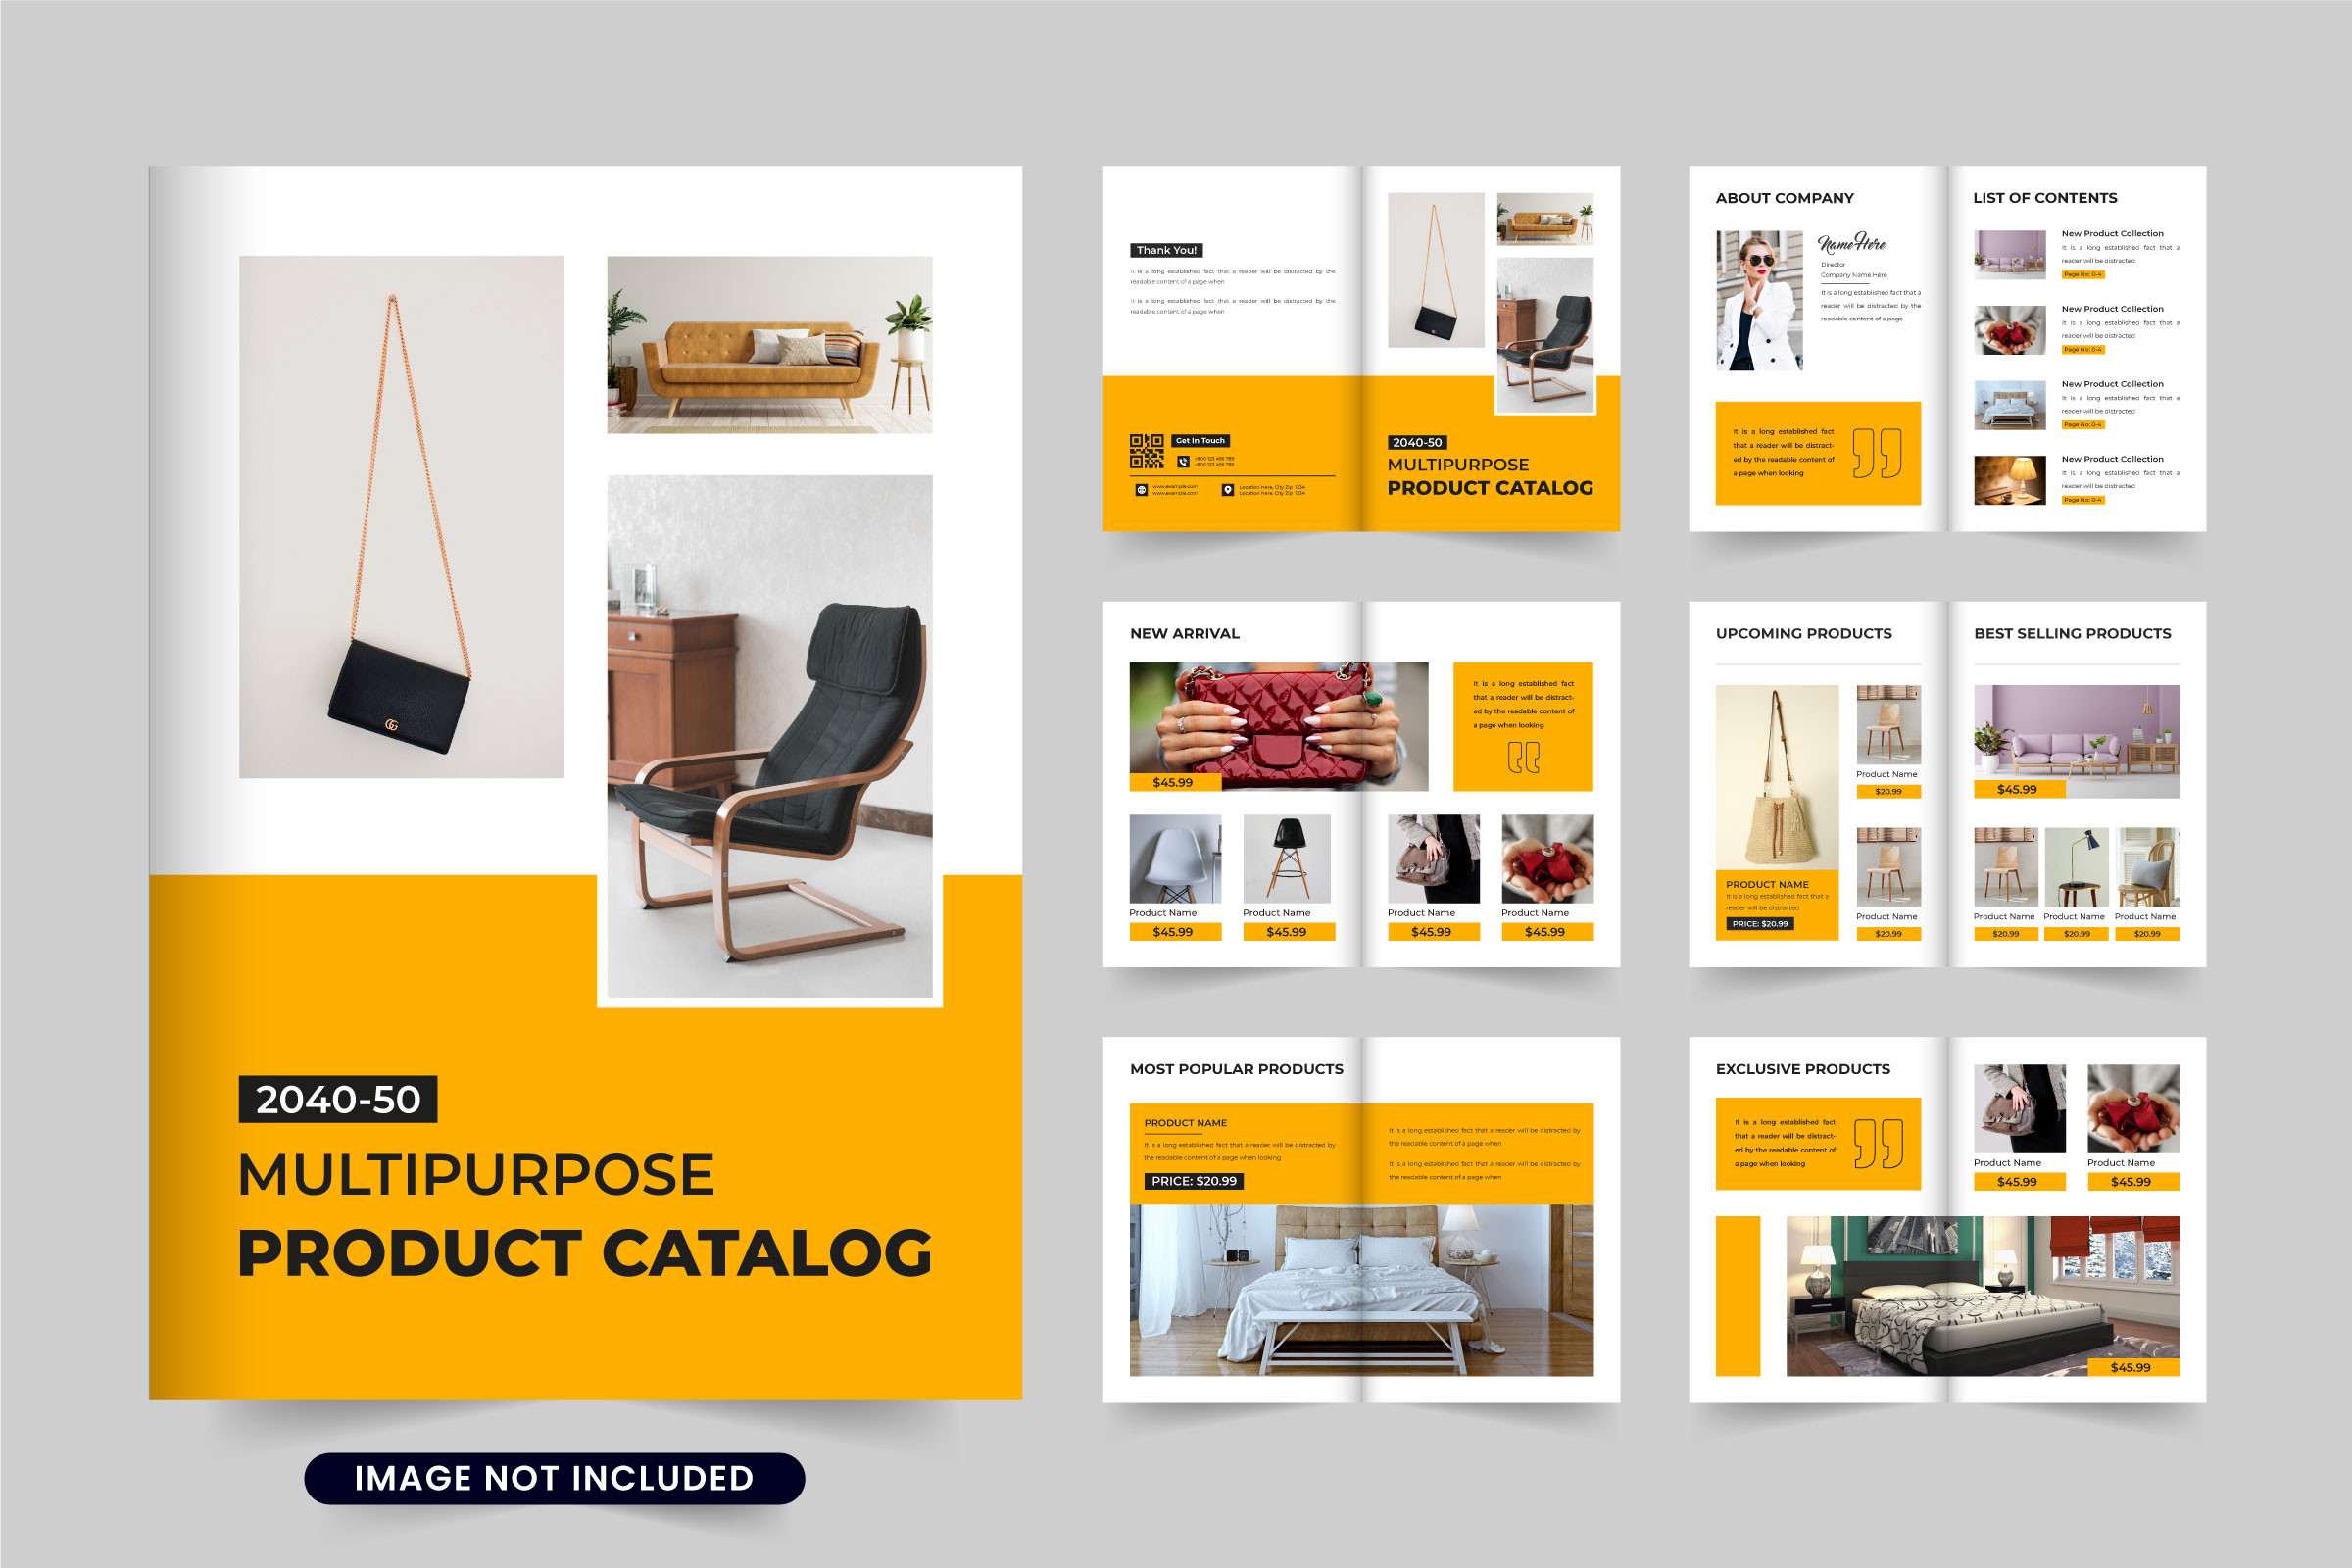 2040-50
MULTIPURPOSE
PRODUCT CATALOG
IMAGE NOT INCLUDED
Thank You!
It is a long established fact that a reader will be distracted by the
readable content of a page when
It is a long established fact that a reader will be distracted by the
readable content of a page when
Get In Touch
+800 123 456 789
+800 123 456 789
www.example.com
www.example.com
Location Here, City Zip 1234
Location Here, City Zip 1234
2040-50
MULTIPURPOSE
PRODUCT CATALOG
ABOUT COMPANY
Name Here
Director
Company Name Here
It is a long established fact that a
reader will be distracted by the
readable content of a page
It is a long established fact
that a reader will be distract-
ed by the readable content of
a page when looking
LIST OF CONTENTS
New Product Collection
It is a long established fact that a
reader will be distracted
Page No: 0-4
New Product Collection
It is a long established fact that a
reader will be distracted
Page No: 0-4
New Product Collection
It is a long established fact that a
reader will be distracted
Page No: 0-4
New Product Collection
It is a long established fact that a
reader will be distracted
Page No: 0-4
NEW ARRIVAL
$45.99
It is a long established fact
that a reader will be distract-
ed by the readable content of
a page when looking
Product Name
$45.99
Product Name
$45.99
Product Name
$45.99
Product Name
$45.99
UPCOMING PRODUCTS
PRODUCT NAME
It is a long established fact that a
reader will be distracted
PRICE: $20.99
Product Name
$20.99
Product Name
$20.99
BEST SELLING PRODUCTS
$45.99
Product Name
$20.99
Product Name
$20.99
Product Name
$20.99
MOST POPULAR PRODUCTS
PRODUCT NAME
It is a long established fact that a reader will be distracted by
the readable content of a page when looking
PRICE: $20.99
It is a long established fact that a reader will be distracted by
the readable content of a page when
It is a long established fact that a reader will be distracted by
the readable content of a page when
EXCLUSIVE PRODUCTS
It is a long established fact
that a reader will be distract-
ed by the readable content of
a page when looking
Product Name
$45.99
Product Name
$45.99
$45.99